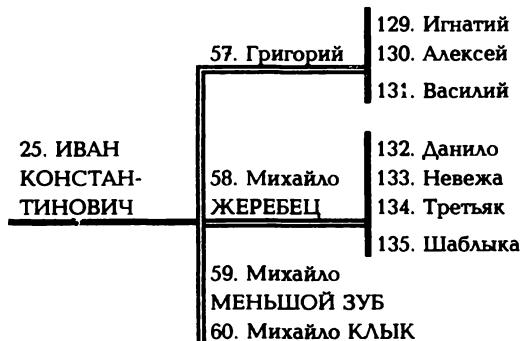 57. Григорий
129. Игнатий
130. Алексей
131. Василий
25. ИВАН
КОНСТАН-
ТИНОВИЧ
58. Михайло
ЖЕРЕБЕЦ
132. Данило
133. Невежа
134. Третьяк
135. Шаблыка
59. Михайло
МЕНЬШОЙ ЗУБ
60. Михайло КЛЫК